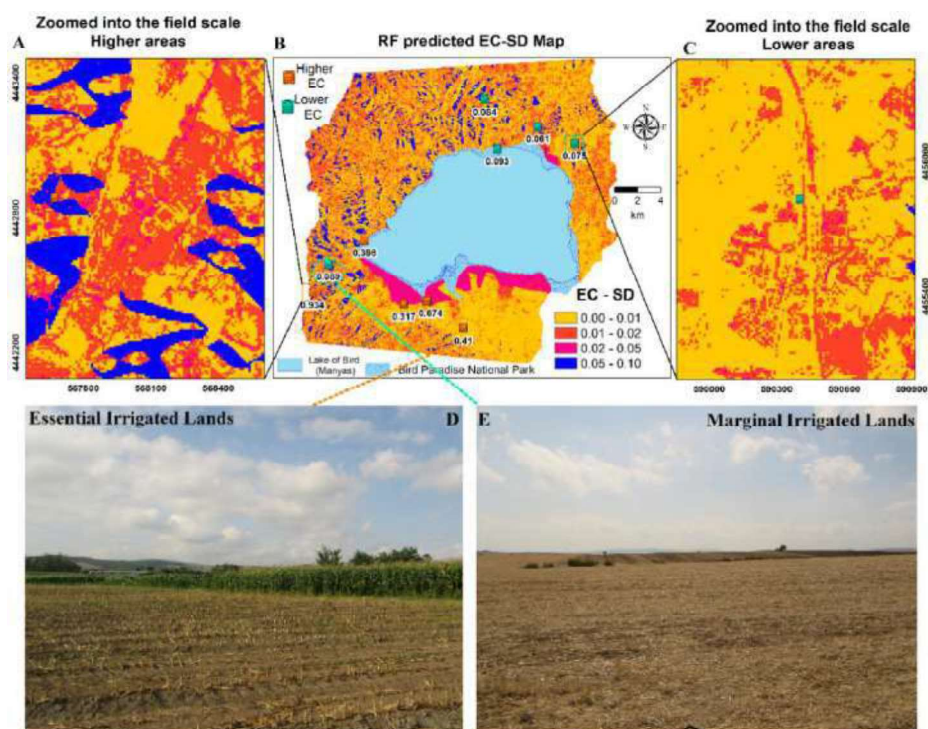 Zoomed into the field scale
Higher areas
A
B
RF predicted EC-SD Map
C
Zoomed into the field scale
Lower areas
4443400
4442800
4442200
Higher
EC
Lower
EC
0.064
0.061
0.093
0.075
N
W
E
S
0 2 4
km
0.386
0.934
0.317
0.674
0.41
EC - SD
0.00 - 0.01
0.01 - 0.02
0.02 - 0.05
0.05 - 0.10
Lake of Bird
(Manyas)
Bird Paradise National Park
4456000
4455400
568100
568400
690300
Essential Irrigated Lands
D
E
Marginal Irrigated Lands